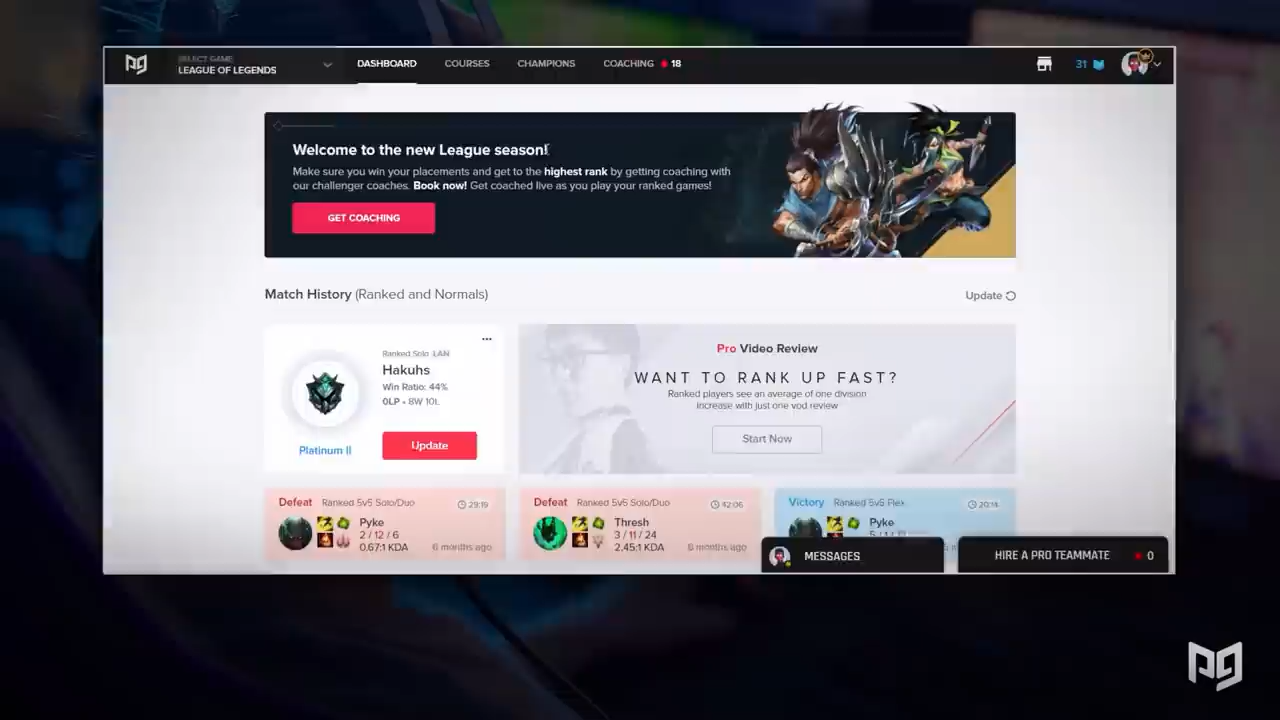 SELECT GAME
LEAGUE OF LEGENDS
DASHBOARD
COURSES
CHAMPIONS
COACHING 18
31
Welcome to the new League season!
Make sure you win your placements and get to the highest rank by getting coaching with
our challenger coaches. Book now! Get coached live as you play your ranked games!
GET COACHING
Match History (Ranked and Normals)
Update
Ranked Solo LAN
Hakuhs
Win Ratio: 44%
0LP • 8W 10L
Platinum II
Update
Pro Video Review
WANT TO RANK UP FAST?
Ranked players see an average of one division
increase with just one vod review
Start Now
Defeat Ranked 5v5 Solo/Duo 29:19
Pyke
2 / 12 / 6
0.67:1 KDA 6 months ago
Defeat Ranked 5v5 Solo/Duo 42:06
Thresh
3 / 11 / 24
2.45:1 KDA 6 months ago
Victory Ranked 5v5 Flex 20:14
Pyke
MESSAGES
HIRE A PRO TEAMMATE 0
pg